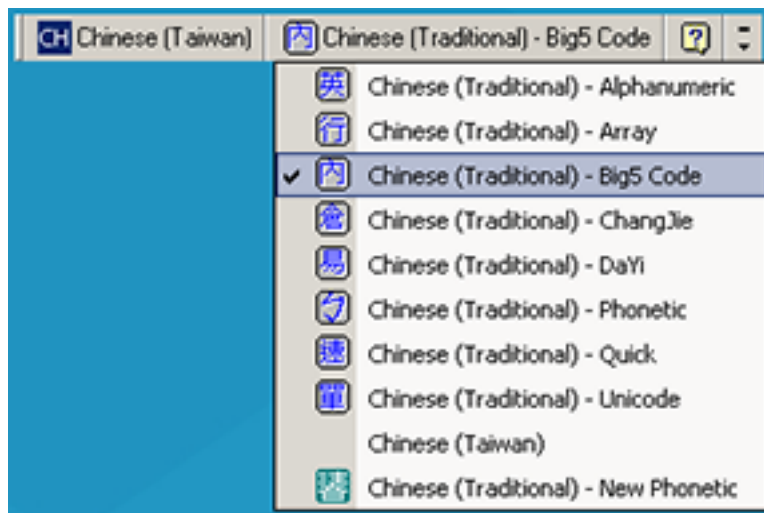 CH Chinese (Taiwan) 內 Chinese (Traditional) - Big5 Code ?
英 Chinese (Traditional) - Alphanumeric
行 Chinese (Traditional) - Array
內 Chinese (Traditional) - Big5 Code
倉 Chinese (Traditional) - ChangJie
易 Chinese (Traditional) - DaYi
ㄅ Chinese (Traditional) - Phonetic
速 Chinese (Traditional) - Quick
單 Chinese (Traditional) - Unicode
Chinese (Taiwan)
Chinese (Traditional) - New Phonetic